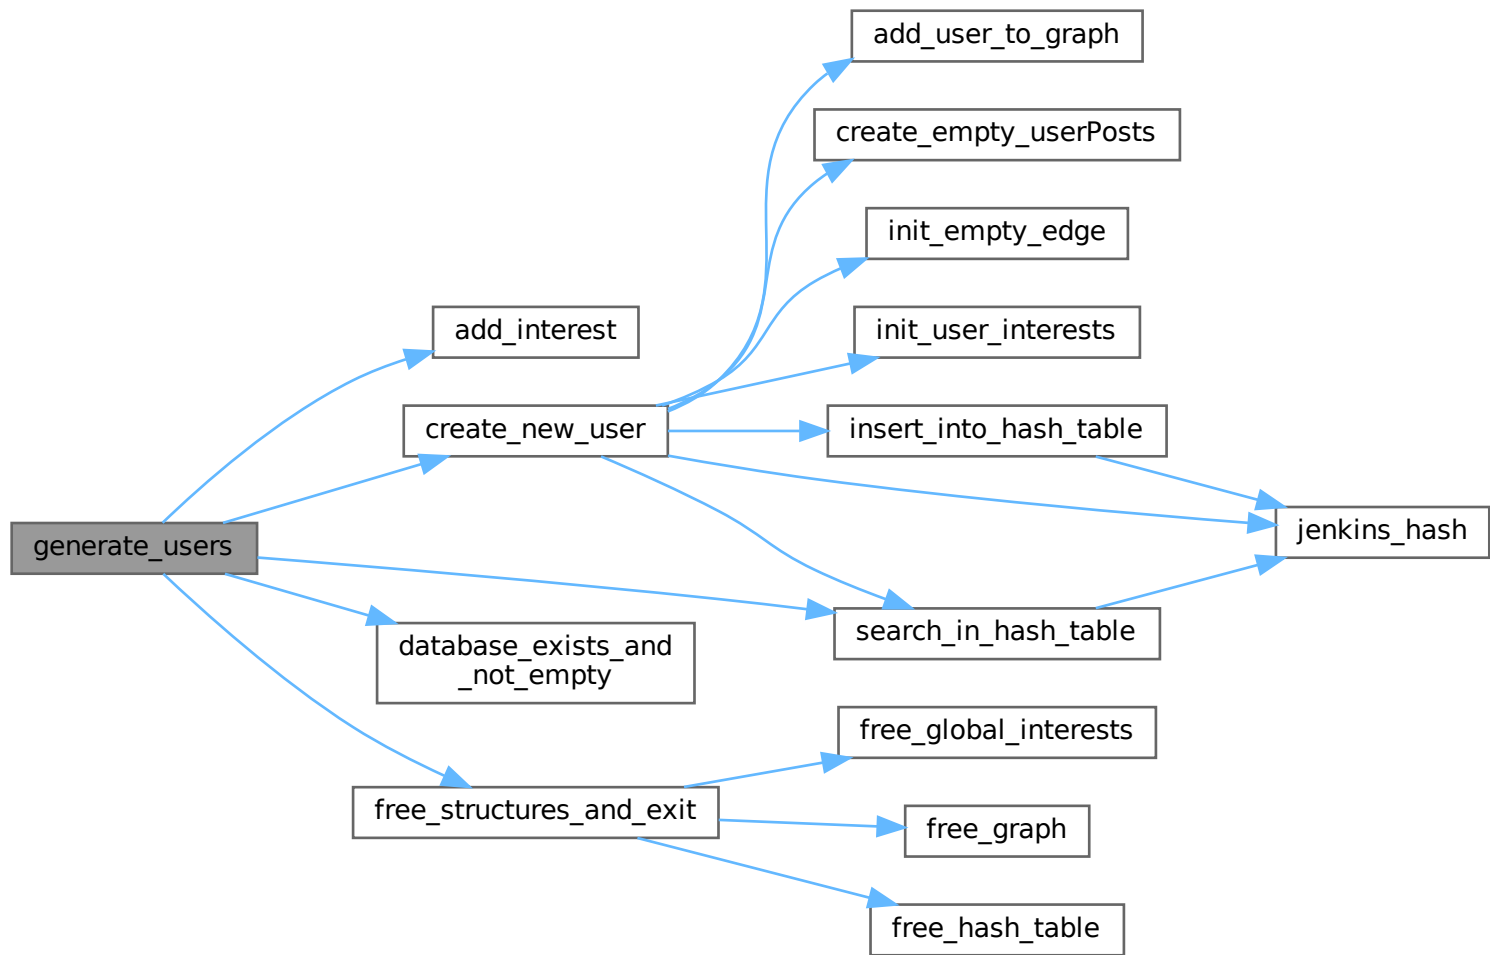 add_user_to_graph
create_empty_userPosts
init_empty_edge
add_interest
init_user_interests
create_new_user
insert_into_hash_table
generate_users
jenkins_hash
database_exists_and
_not_empty
search_in_hash_table
free_global_interests
free_structures_and_exit
free_graph
free_hash_table